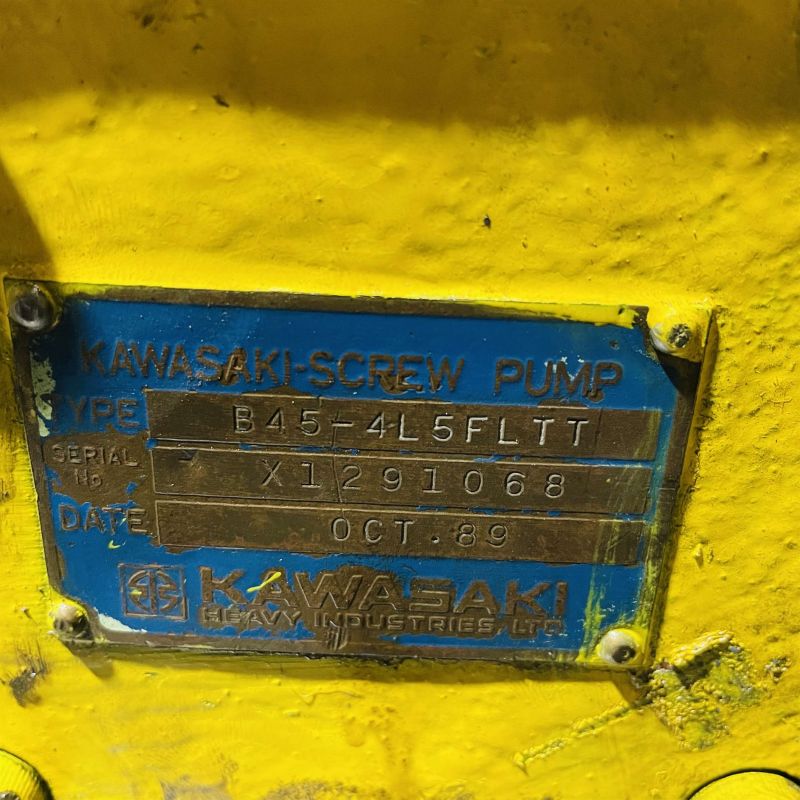 KAWASAKI-SCREW PUMP
TYPE B45-4L5FLTT
SERIAL No X1291068
DATE OCT.89
KAWASAKI
HEAVY INDUSTRIES, LTD.